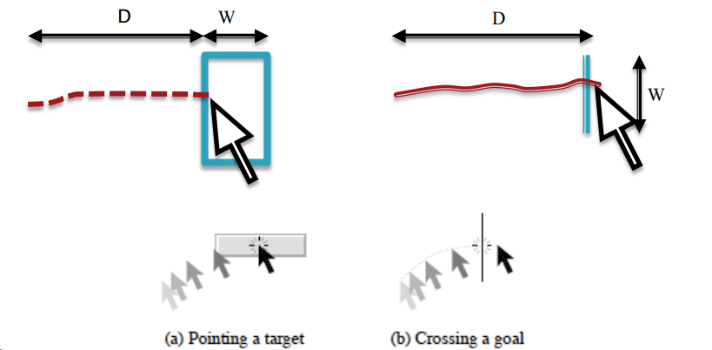 D W
D
W
(a) Pointing a target
(b) Crossing a goal